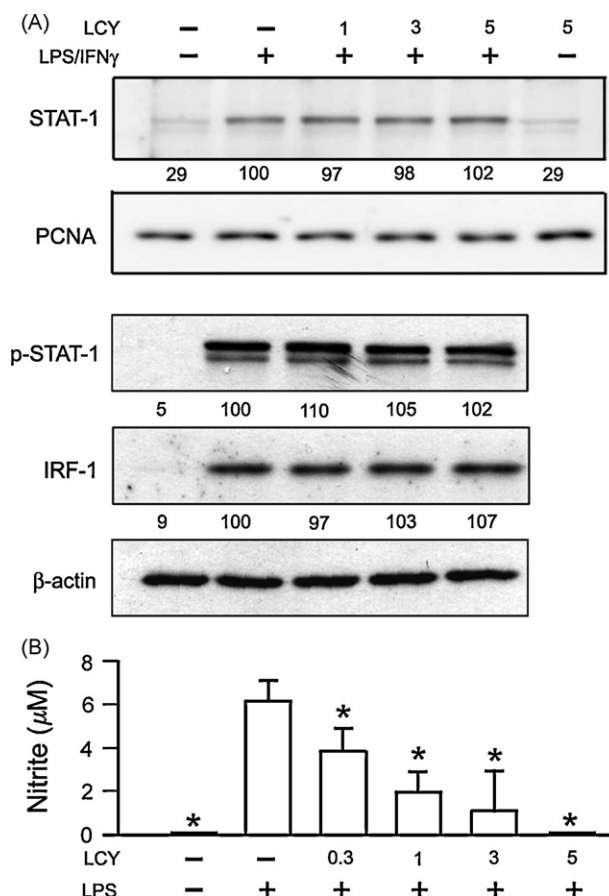 (A)
LCY – – 1 3 5 5
LPS/IFNγ – + + + + –
STAT-1
29 100 97 98 102 29
PCNA
p-STAT-1
5 100 110 105 102
IRF-1
9 100 97 103 107
β-actin
(B)
Nitrite (μM)
8
6
4
2
0
* * * * *
LCY – – 0.3 1 3 5
LPS – + + + + +